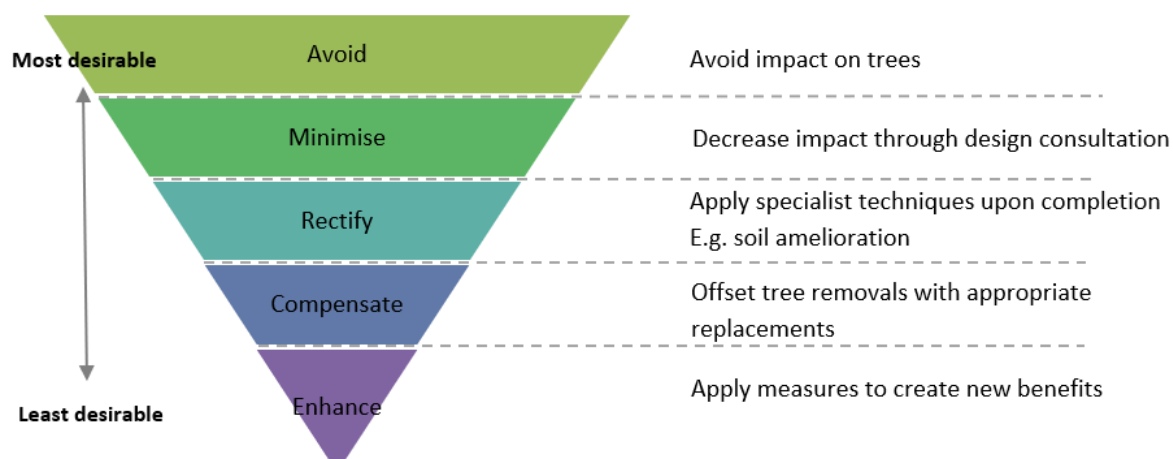 Most desirable
Avoid
Avoid impact on trees
Minimise
Decrease impact through design consultation
Rectify
Apply specialist techniques upon completion
E.g. soil amelioration
Compensate
Offset tree removals with appropriate
replacements
Least desirable
Enhance
Apply measures to create new benefits